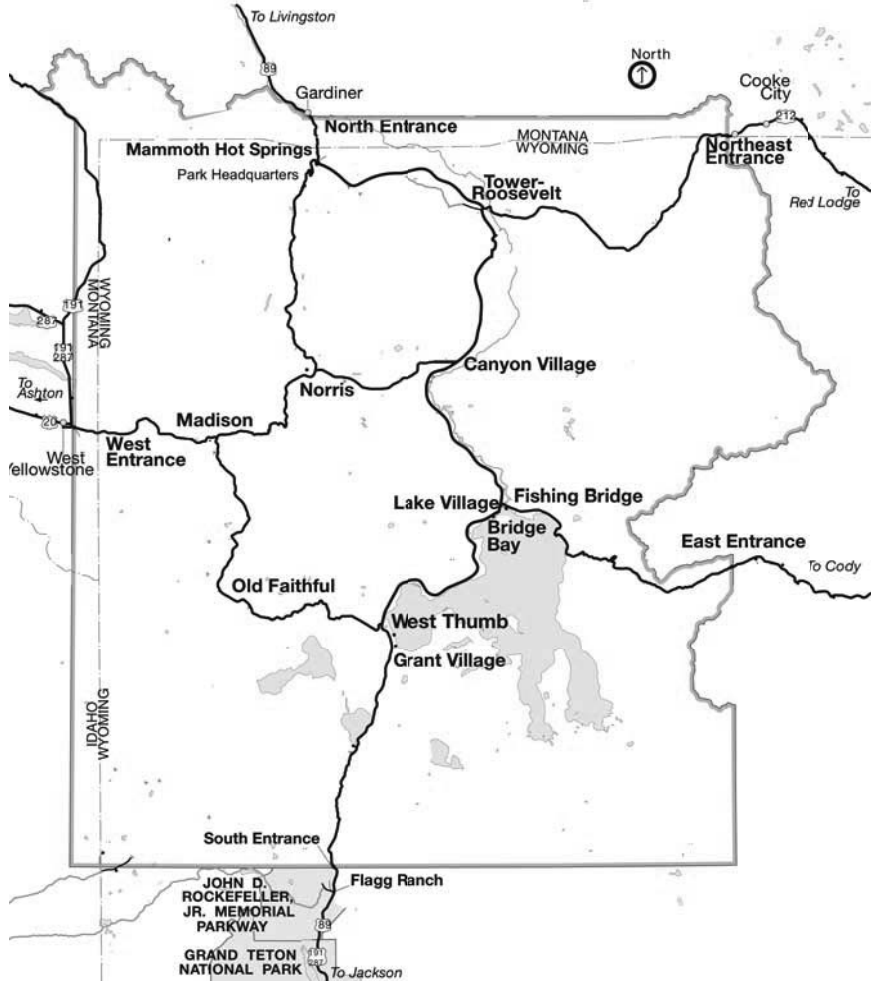 To Livingston
89
North
Gardiner
Cooke
City
212
North Entrance
MONTANA
WYOMING
Northeast
Entrance
Mammoth Hot Springs
Park Headquarters
Tower-
Roosevelt
To
Red Lodge
WYOMING
MONTANA
191
287
191
287
Canyon Village
To
Ashton
Norris
Madison
20
West
Entrance
West
Yellowstone
Lake Village
Fishing Bridge
Bridge
Bay
East Entrance
To Cody
Old Faithful
West Thumb
Grant Village
IDAHO
WYOMING
South Entrance
Flagg Ranch
JOHN D.
ROCKEFELLER,
JR. MEMORIAL
PARKWAY
89
GRAND TETON
NATIONAL PARK
191
287
To Jackson